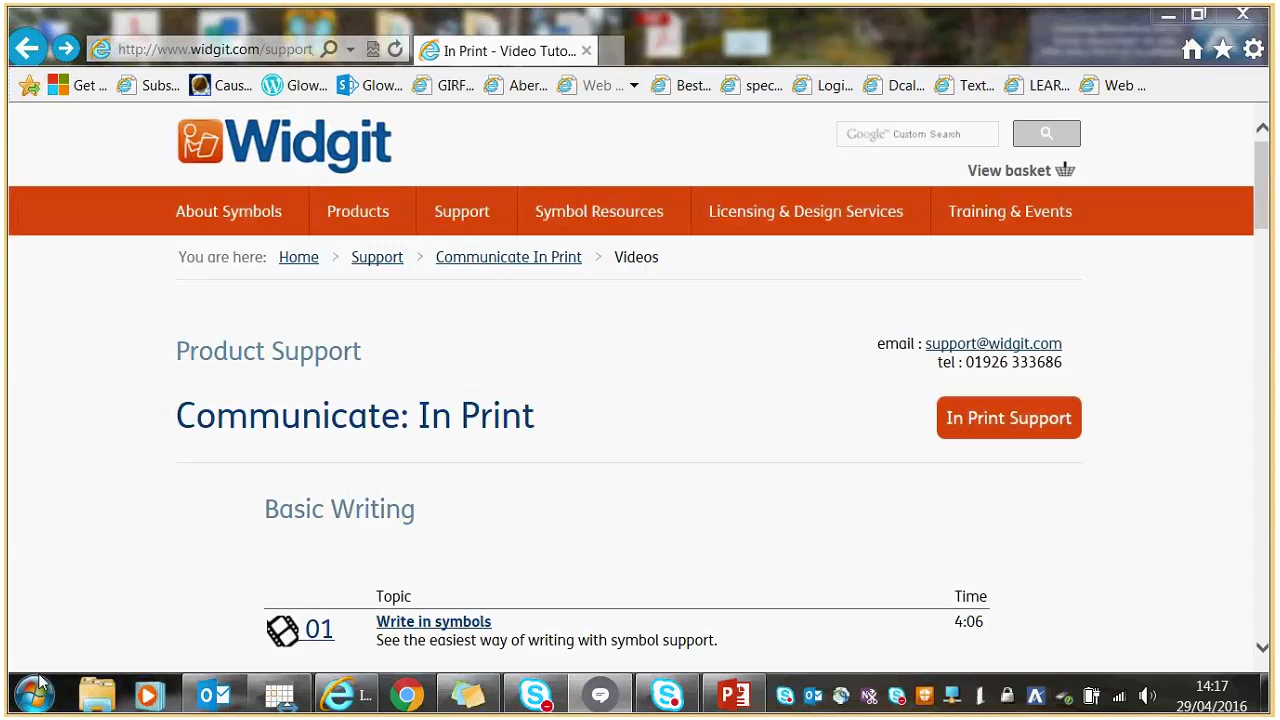 http://www.widgit.com/support
In Print - Video Tuto...
Get ...
Subs...
Caus...
Glow...
Glow...
GIRF...
Aber...
Web ...
Best...
spec...
Logi...
Dcal...
Text...
LEAR...
Web ...
Widgit
Google™ Custom Search
View basket
About Symbols
Products
Support
Symbol Resources
Licensing & Design Services
Training & Events
You are here: Home > Support > Communicate In Print > Videos
Product Support
email : support@widgit.com
tel : 01926 333686
Communicate: In Print
In Print Support
Basic Writing
Topic Time
01 Write in symbols 4:06
See the easiest way of writing with symbol support.
I...
14:17
29/04/2016